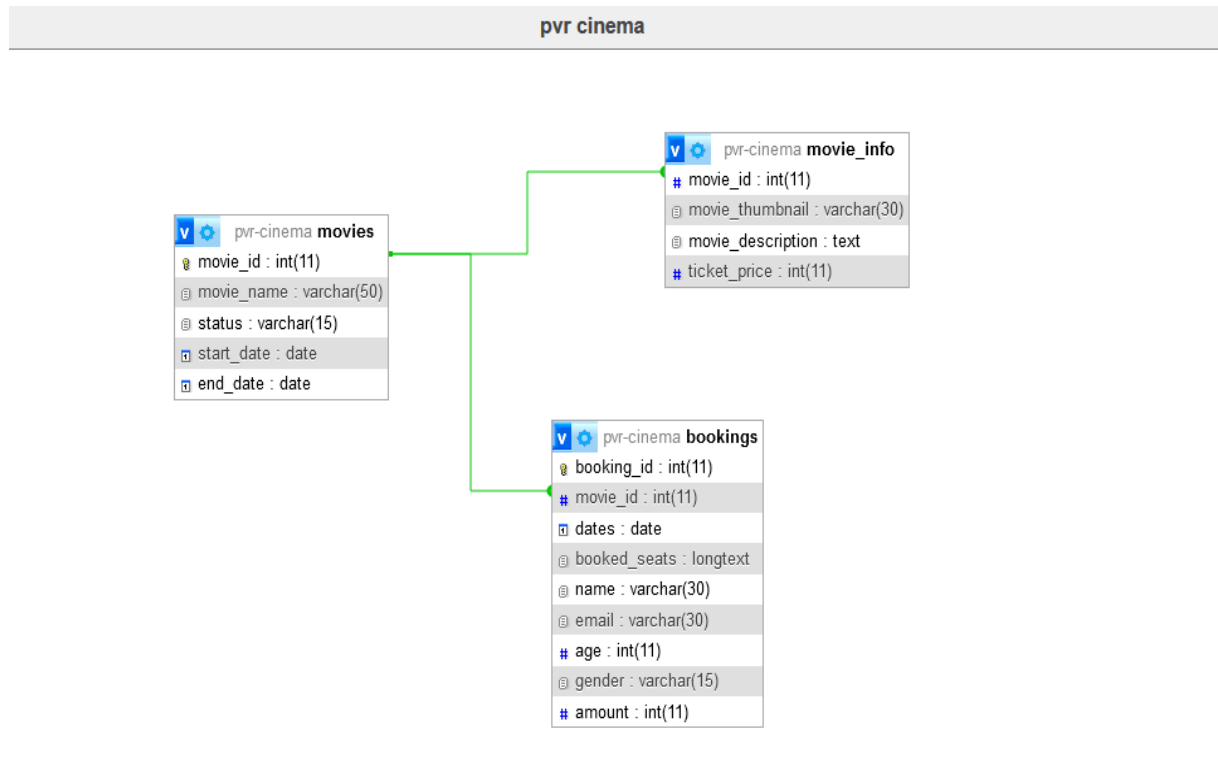 pvr cinema
pvr-cinema movie_info
movie_id : int(11)
movie_thumbnail : varchar(30)
movie_description : text
ticket_price : int(11)
pvr-cinema movies
movie_id : int(11)
movie_name : varchar(50)
status : varchar(15)
start_date : date
end_date : date
pvr-cinema bookings
booking_id : int(11)
movie_id : int(11)
dates : date
booked_seats : longtext
name : varchar(30)
email : varchar(30)
age : int(11)
gender : varchar(15)
amount : int(11)